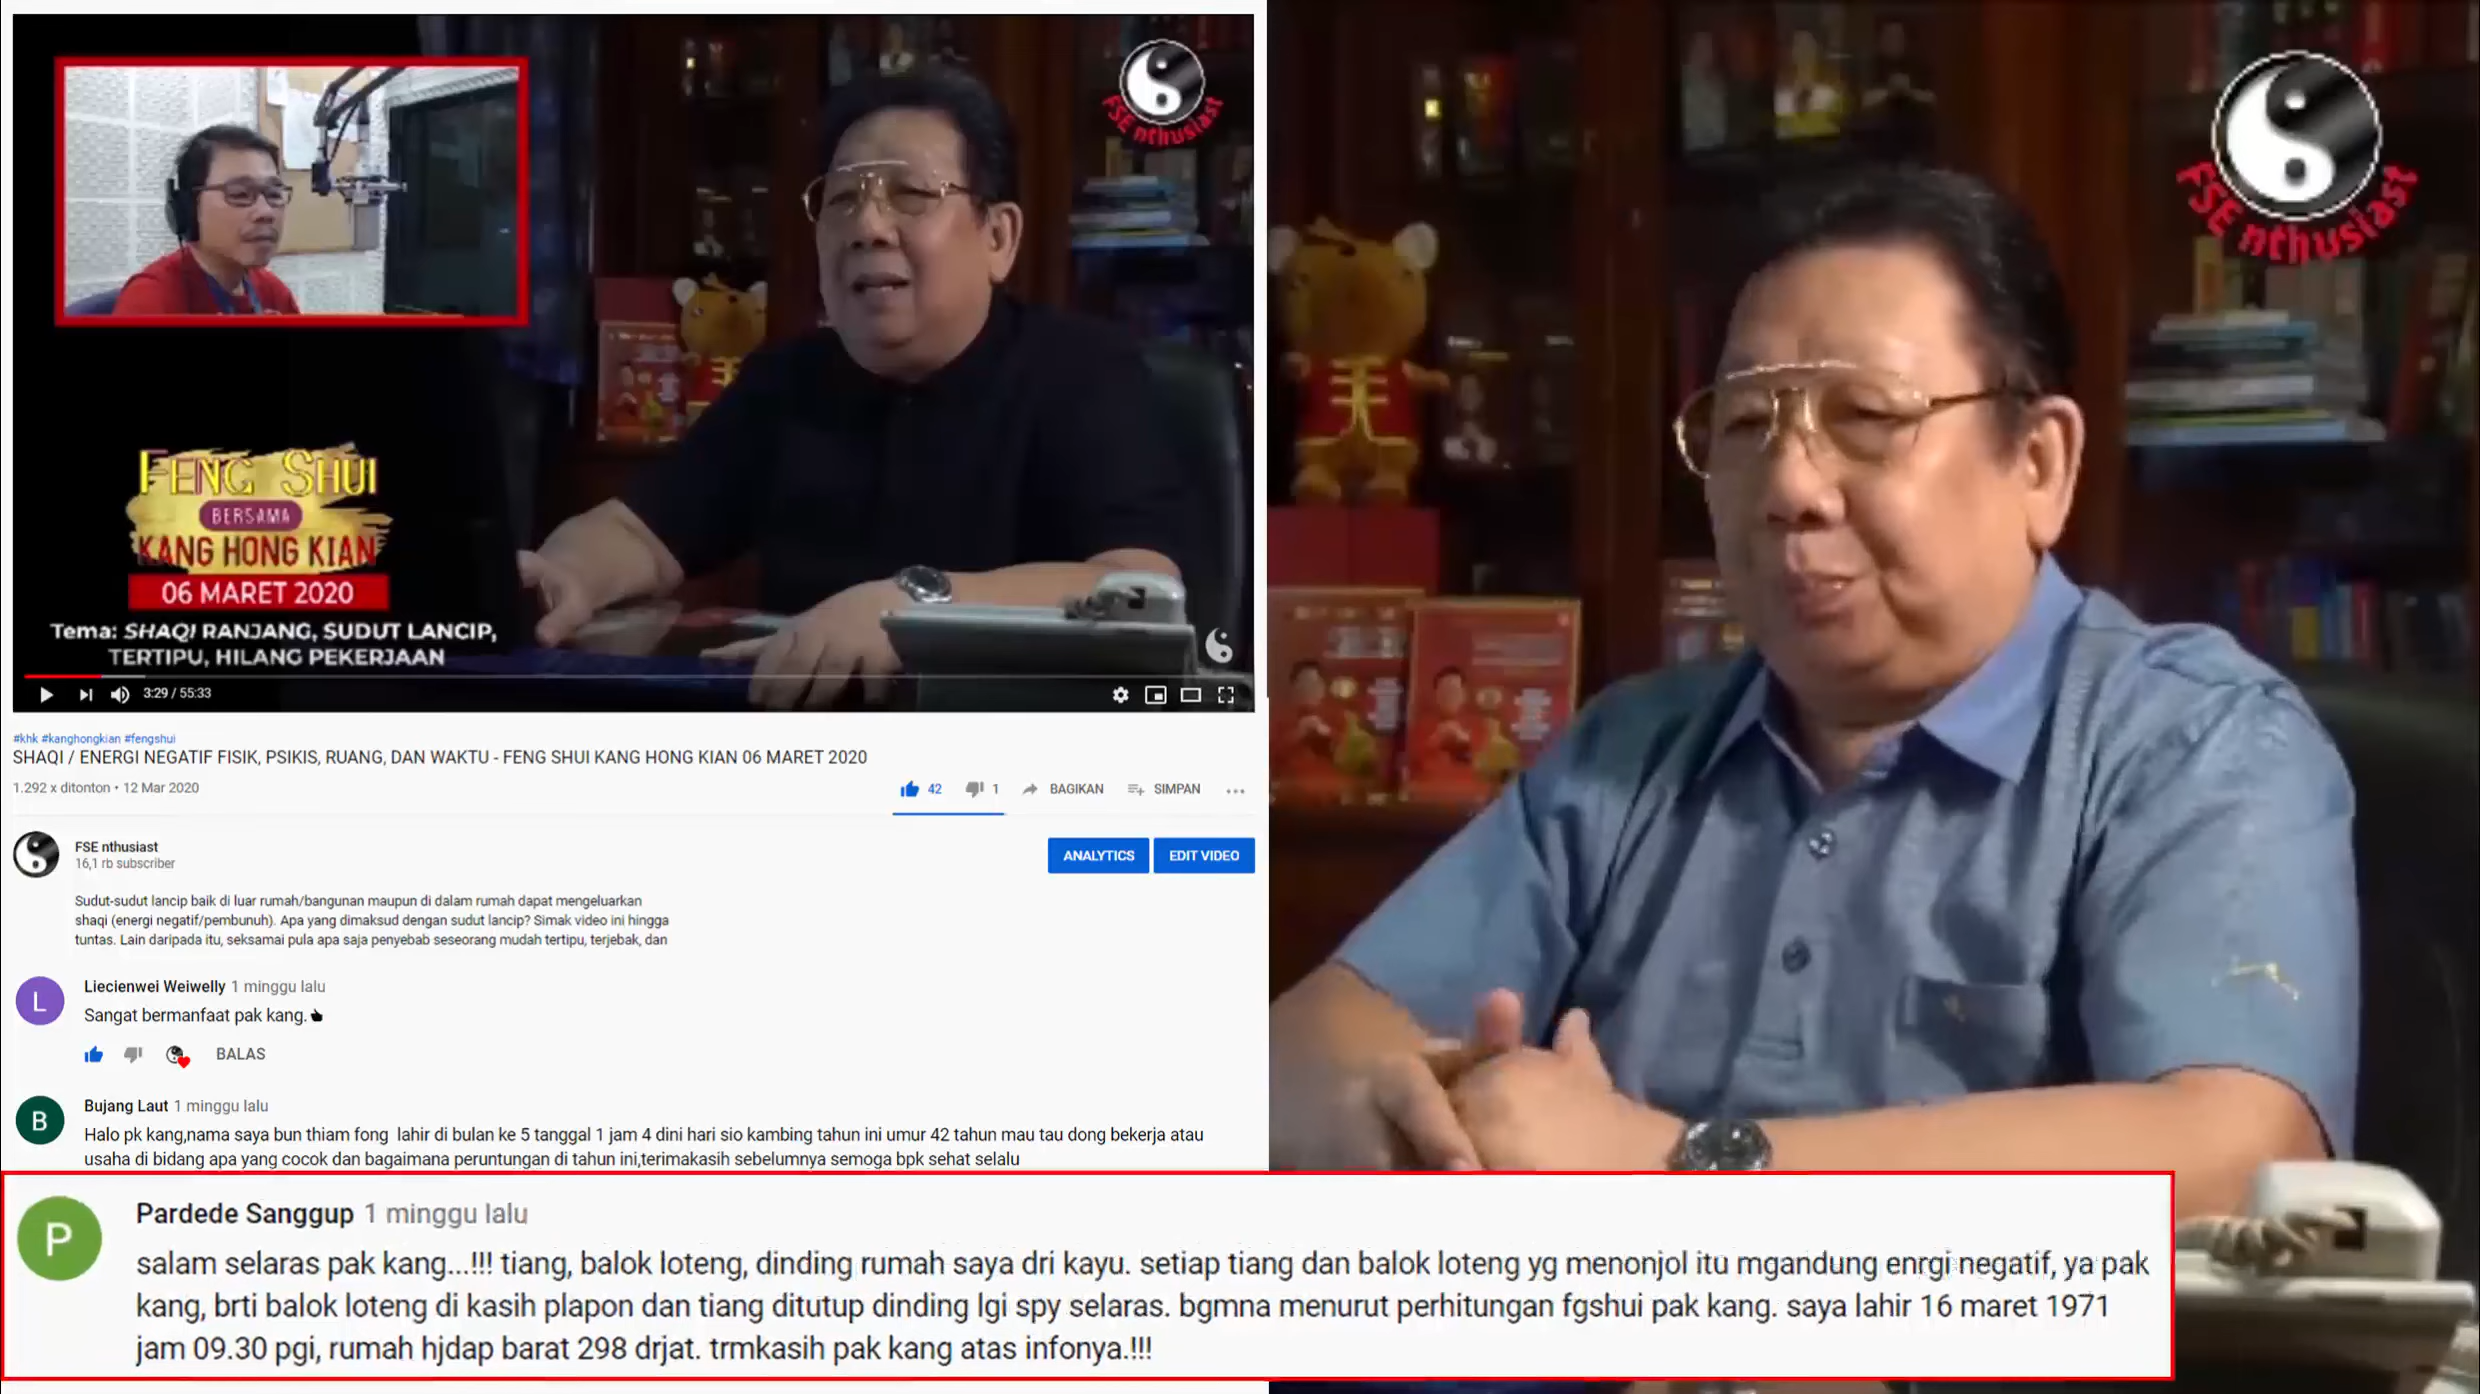 FSE nthusiast
FENG SHUI
BERSAMA
KANG HONG KIAN
06 MARET 2020
Tema: SHAQI RANJANG, SUDUT LANCIP,
TERTIPU, HILANG PEKERJAAN
3:29 / 55:33
#khk #kanghongkian #fengshui
SHAQI / ENERGI NEGATIF FISIK, PSIKIS, RUANG, DAN WAKTU - FENG SHUI KANG HONG KIAN 06 MARET 2020
1.292 x ditonton • 12 Mar 2020
42 1 BAGIKAN SIMPAN
FSE nthusiast
16,1 rb subscriber
ANALYTICS EDIT VIDEO
Sudut-sudut lancip baik di luar rumah/bangunan maupun di dalam rumah dapat mengeluarkan
shaqi (energi negatif/pembunuh). Apa yang dimaksud dengan sudut lancip? Simak video ini hingga
tuntas. Lain daripada itu, seksamai pula apa saja penyebab seseorang mudah tertipu, terjebak, dan
L
Liecienwei Weiwelly 1 minggu lalu
Sangat bermanfaat pak kang.
BALAS
B
Bujang Laut 1 minggu lalu
Halo pk kang,nama saya bun thiam fong lahir di bulan ke 5 tanggal 1 jam 4 dini hari sio kambing tahun ini umur 42 tahun mau tau dong bekerja atau
usaha di bidang apa yang cocok dan bagaimana peruntungan di tahun ini,terimakasih sebelumnya semoga bpk sehat selalu
P
Pardede Sanggup 1 minggu lalu
salam selaras pak kang...!!! tiang, balok loteng, dinding rumah saya dri kayu. setiap tiang dan balok loteng yg menonjol itu mgandung enrgi negatif, ya pak
kang, brti balok loteng di kasih plapon dan tiang ditutup dinding lgi spy selaras. bgmna menurut perhitungan fgshui pak kang. saya lahir 16 maret 1971
jam 09.30 pgi, rumah hjdap barat 298 drjat. trmkasih pak kang atas infonya.!!!
FSE nthusiast